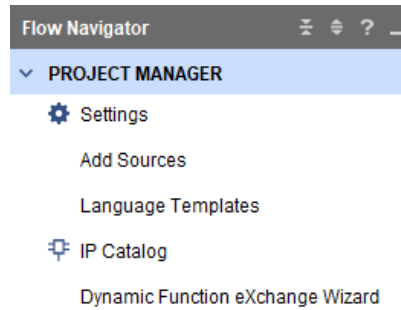 Flow Navigator ?
PROJECT MANAGER
Settings
Add Sources
Language Templates
IP Catalog
Dynamic Function eXchange Wizard